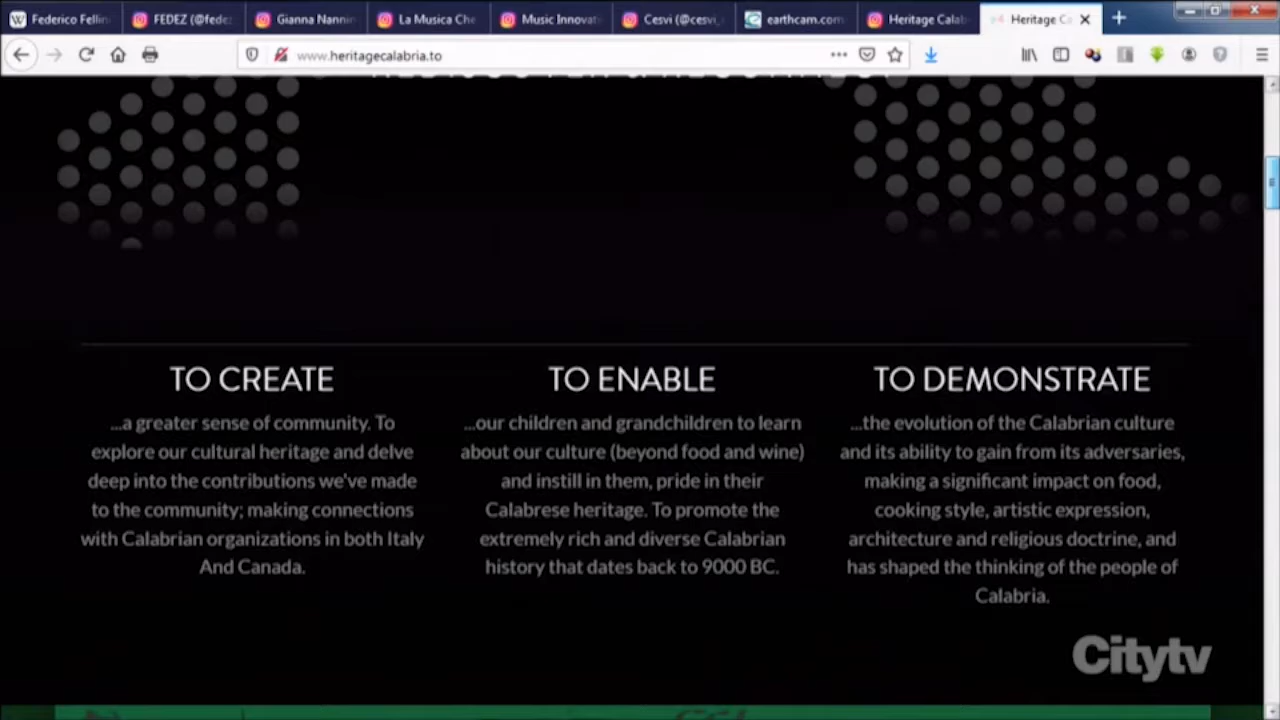 Federico Fellin
FEDEZ (@fedez
Gianna Nannin
La Musica Che
Music Innovat
Cesvi (@cesvi_
earthcam.com
Heritage Calab
Heritage Ca
www.heritagecalabria.to
TO CREATE
...a greater sense of community. To
explore our cultural heritage and delve
deep into the contributions we've made
to the community; making connections
with Calabrian organizations in both Italy
And Canada.
TO ENABLE
...our children and grandchildren to learn
about our culture (beyond food and wine)
and instill in them, pride in their
Calabrese heritage. To promote the
extremely rich and diverse Calabrian
history that dates back to 9000 BC.
TO DEMONSTRATE
...the evolution of the Calabrian culture
and its ability to gain from its adversaries,
making a significant impact on food,
cooking style, artistic expression,
architecture and religious doctrine, and
has shaped the thinking of the people of
Calabria.
Citytv